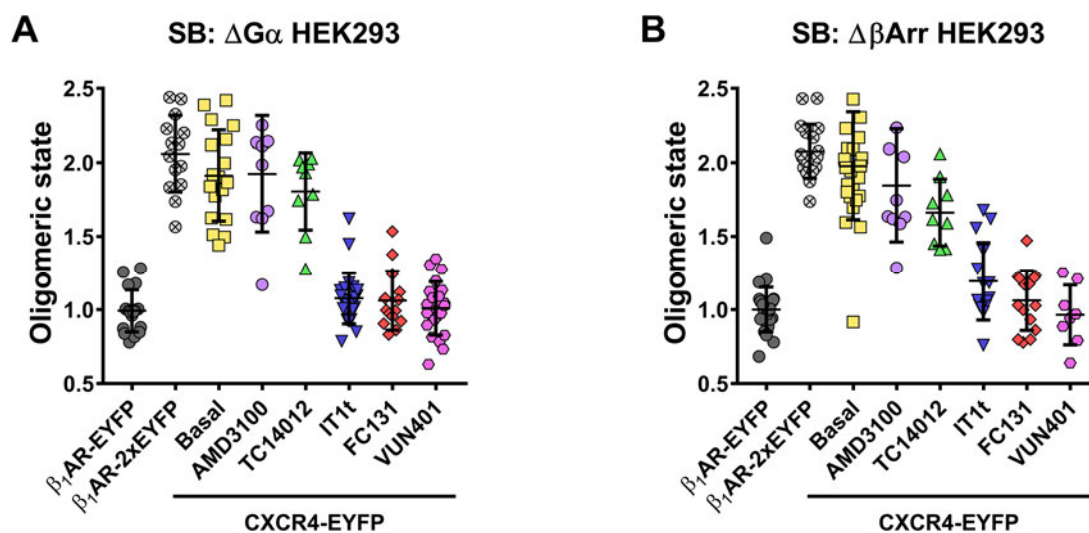 A
SB: ΔGα HEK293
Oligomeric state
2.5
2.0
1.5
1.0
0.5
β₁AR-EYFP
β₁AR-2xEYFP
Basal
AMD3100
TC14012
IT1t
FC131
VUN401
CXCR4-EYFP
B
SB: ΔβArr HEK293
Oligomeric state
2.5
2.0
1.5
1.0
0.5
β₁AR-EYFP
β₁AR-2xEYFP
Basal
AMD3100
TC14012
IT1t
FC131
VUN401
CXCR4-EYFP